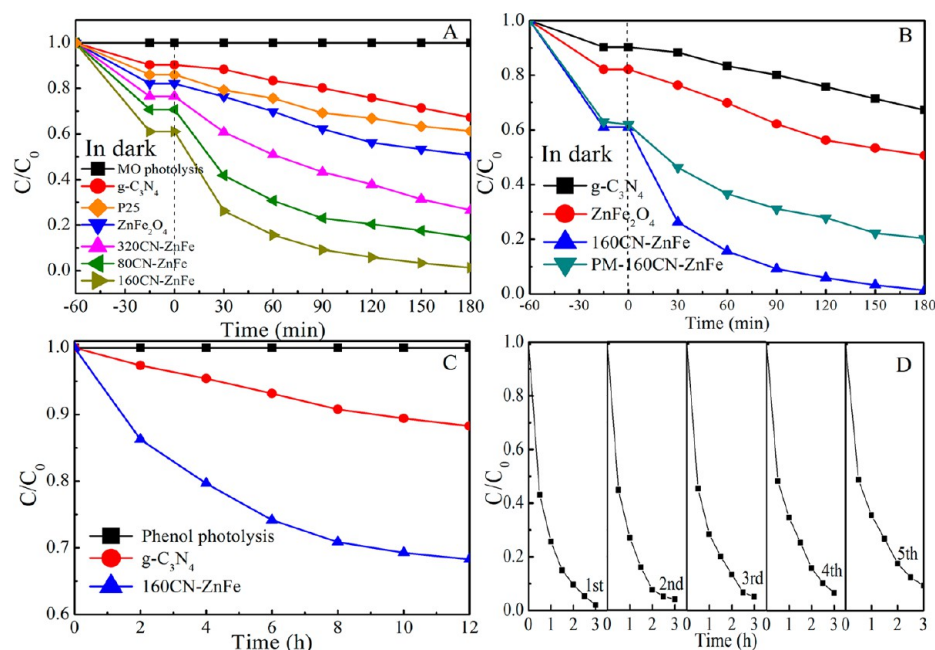 A
1.0
0.8
0.6
0.4
0.2
0.0
C/C₀
In dark
MO photolysis
g-C₃N₄
P25
ZnFe₂O₄
320CN-ZnFe
80CN-ZnFe
160CN-ZnFe
-60 -30 0 30 60 90 120 150 180
Time (min)
B
1.0
0.8
0.6
0.4
0.2
0.0
C/C₀
In dark
g-C₃N₄
ZnFe₂O₄
160CN-ZnFe
PM-160CN-ZnFe
-60 -30 0 30 60 90 120 150 180
Time (min)
C
1.0
0.9
0.8
0.7
0.6
C/C₀
Phenol photolysis
g-C₃N₄
160CN-ZnFe
0 2 4 6 8 10 12
Time (h)
D
1.0
0.8
0.6
0.4
0.2
0.0
C/C₀
1st 2nd 3rd 4th 5th
0 1 2 3 0 1 2 3 0 1 2 3 0 1 2 3 0 1 2 3
Time (h)